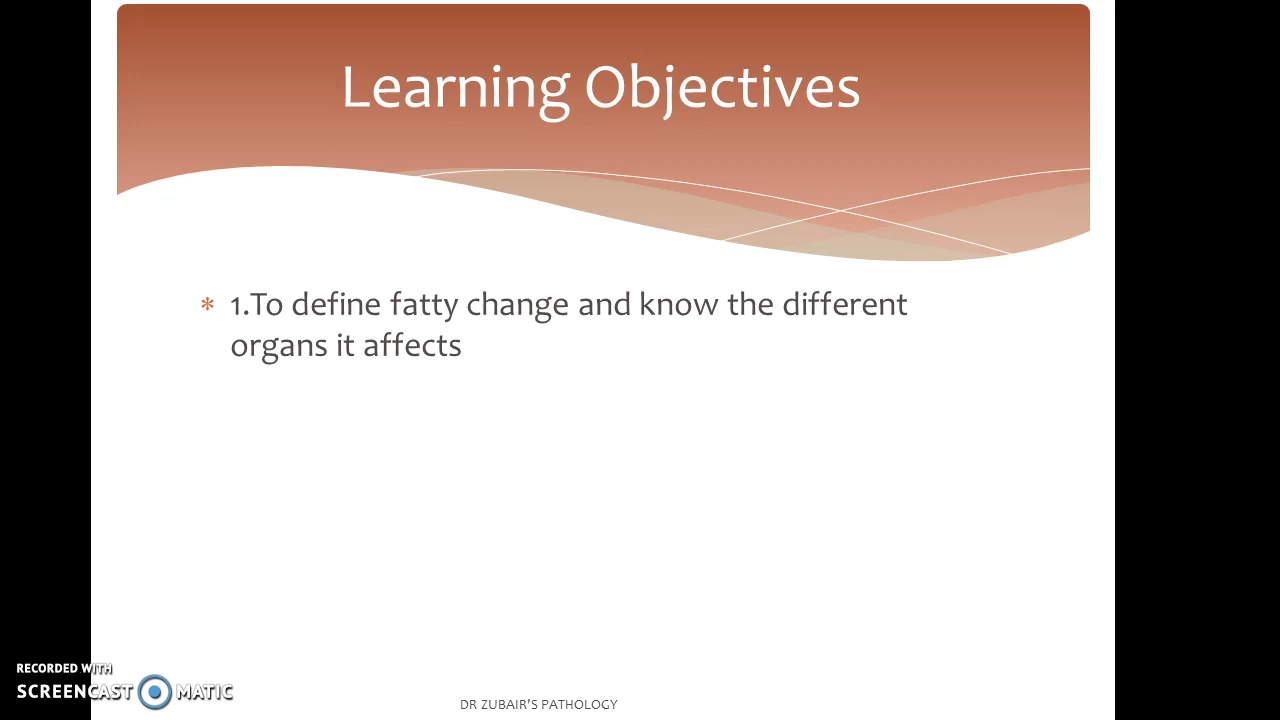 Learning Objectives
* 1.To define fatty change and know the different
organs it affects
RECORDED WITH
SCREENCAST MATIC
DR ZUBAIR'S PATHOLOGY